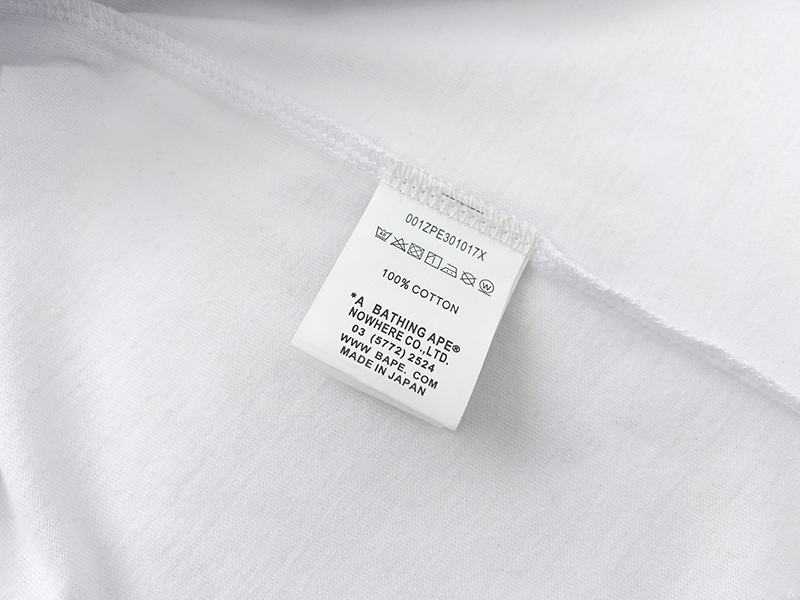 001ZPE301017X
100% COTTON
*A BATHING APE®
NOWHERE CO.,LTD.
03 (5772) 2524
WWW. BAPE. COM
MADE IN JAPAN